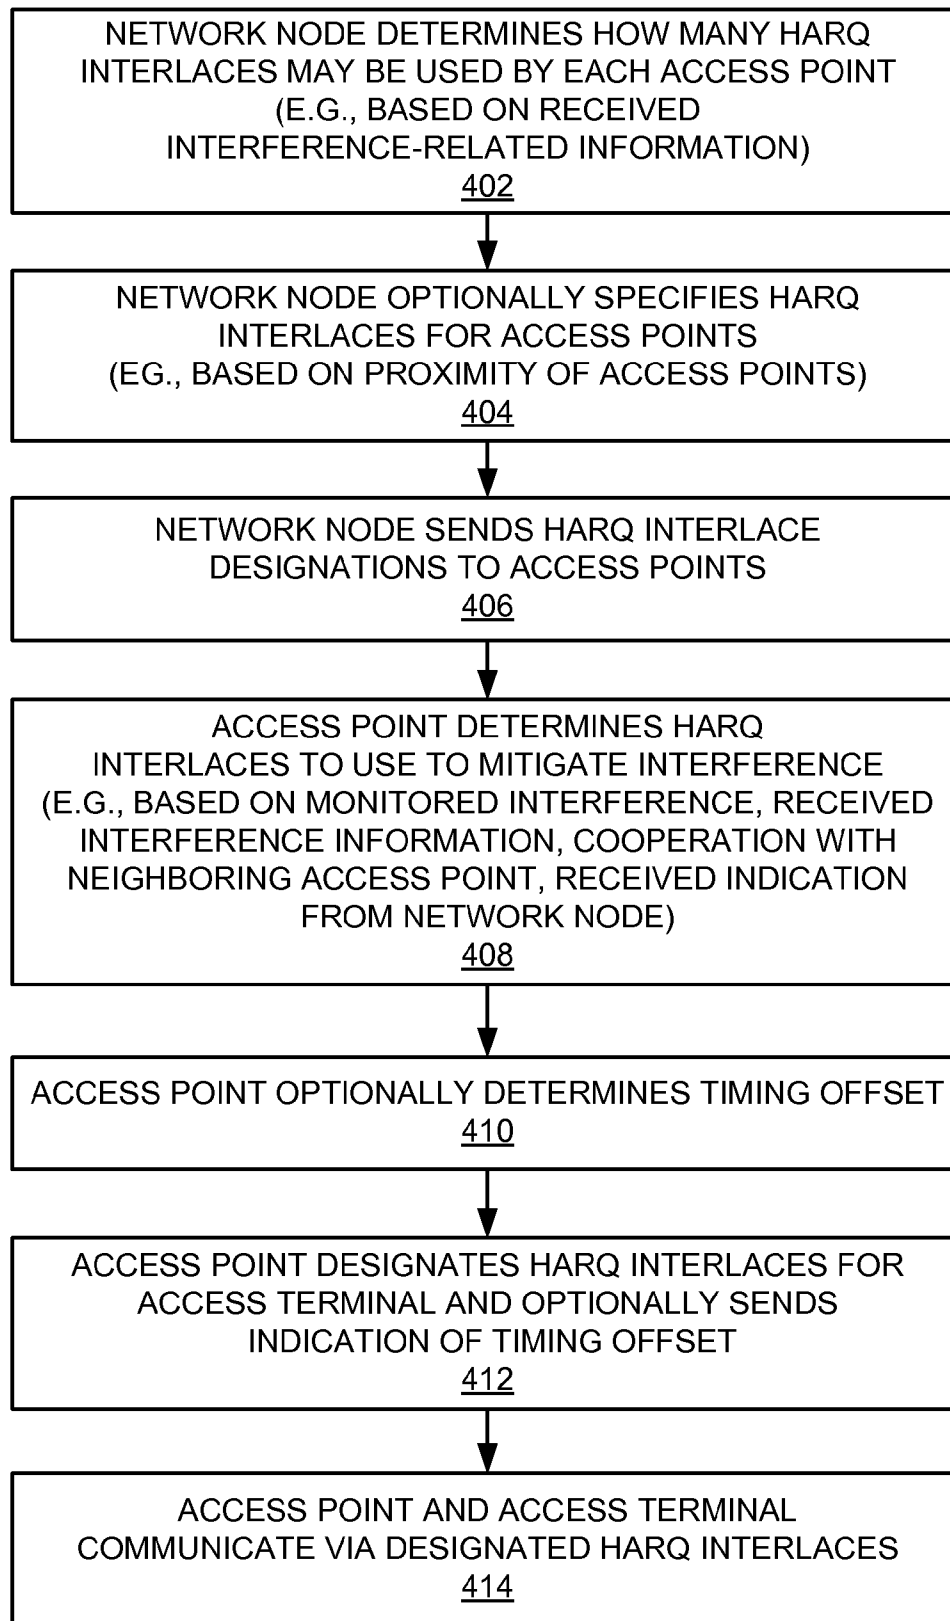 NETWORK NODE DETERMINES HOW MANY HARQ
INTERLACES MAY BE USED BY EACH ACCESS POINT
(E.G., BASED ON RECEIVED
INTERFERENCE-RELATED INFORMATION)
402
NETWORK NODE OPTIONALLY SPECIFIES HARQ
INTERLACES FOR ACCESS POINTS
(EG., BASED ON PROXIMITY OF ACCESS POINTS)
404
NETWORK NODE SENDS HARQ INTERLACE
DESIGNATIONS TO ACCESS POINTS
406
ACCESS POINT DETERMINES HARQ
INTERLACES TO USE TO MITIGATE INTERFERENCE
(E.G., BASED ON MONITORED INTERFERENCE, RECEIVED
INTERFERENCE INFORMATION, COOPERATION WITH
NEIGHBORING ACCESS POINT, RECEIVED INDICATION
FROM NETWORK NODE)
408
ACCESS POINT OPTIONALLY DETERMINES TIMING OFFSET
410
ACCESS POINT DESIGNATES HARQ INTERLACES FOR
ACCESS TERMINAL AND OPTIONALLY SENDS
INDICATION OF TIMING OFFSET
412
ACCESS POINT AND ACCESS TERMINAL
COMMUNICATE VIA DESIGNATED HARQ INTERLACES
414